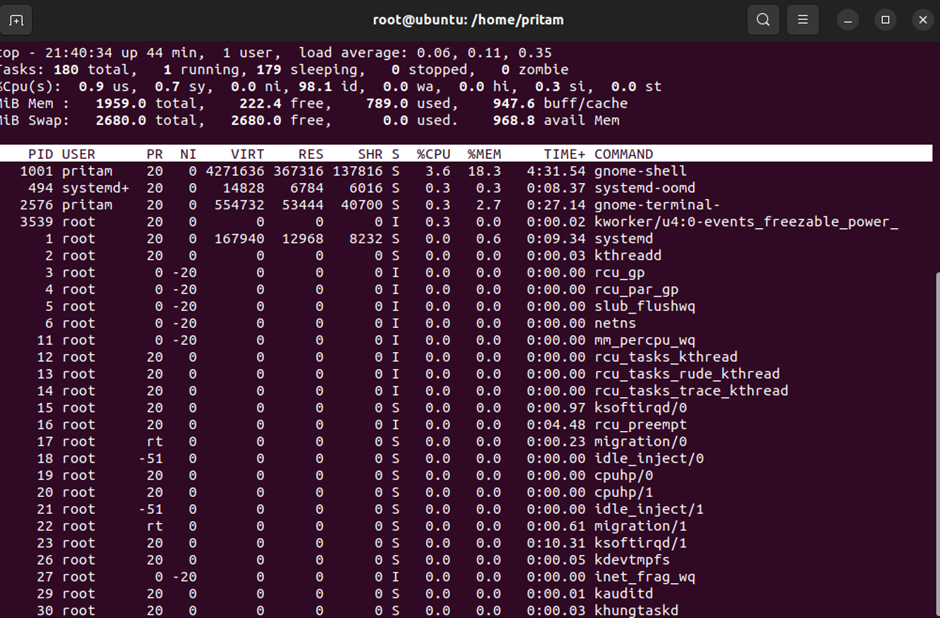 root@ubuntu: /home/pritam
top - 21:40:34 up 44 min,  1 user,  load average: 0.06, 0.11, 0.35
Tasks: 180 total,   1 running, 179 sleeping,   0 stopped,   0 zombie
%Cpu(s):  0.9 us,  0.7 sy,  0.0 ni, 98.1 id,  0.0 wa,  0.0 hi,  0.3 si,  0.0 st
MiB Mem :   1959.0 total,    222.4 free,    789.0 used,    947.6 buff/cache
MiB Swap:   2680.0 total,   2680.0 free,      0.0 used.    968.8 avail Mem
PID USER      PR  NI    VIRT    RES    SHR S  %CPU  %MEM     TIME+ COMMAND
1001 pritam    20   0 4271636 367316 137816 S   3.6  18.3   4:31.54 gnome-shell
494 systemd+  20   0   14828   6784   6016 S   0.3   0.3   0:08.37 systemd-oomd
2576 pritam    20   0  554732  53444  40700 S   0.3   2.7   0:27.14 gnome-terminal-
3539 root      20   0       0      0      0 I   0.3   0.0   0:00.02 kworker/u4:0-events_freezable_power_
1 root      20   0  167940  12968   8232 S   0.0   0.6   0:09.34 systemd
2 root      20   0       0      0      0 S   0.0   0.0   0:00.03 kthreadd
3 root       0 -20       0      0      0 I   0.0   0.0   0:00.00 rcu_gp
4 root       0 -20       0      0      0 I   0.0   0.0   0:00.00 rcu_par_gp
5 root       0 -20       0      0      0 I   0.0   0.0   0:00.00 slub_flushwq
6 root       0 -20       0      0      0 I   0.0   0.0   0:00.00 netns
11 root       0 -20       0      0      0 I   0.0   0.0   0:00.00 mm_percpu_wq
12 root      20   0       0      0      0 I   0.0   0.0   0:00.00 rcu_tasks_kthread
13 root      20   0       0      0      0 I   0.0   0.0   0:00.00 rcu_tasks_rude_kthread
14 root      20   0       0      0      0 I   0.0   0.0   0:00.00 rcu_tasks_trace_kthread
15 root      20   0       0      0      0 S   0.0   0.0   0:00.97 ksoftirqd/0
16 root      20   0       0      0      0 I   0.0   0.0   0:04.48 rcu_preempt
17 root      rt   0       0      0      0 S   0.0   0.0   0:00.23 migration/0
18 root     -51   0       0      0      0 S   0.0   0.0   0:00.00 idle_inject/0
19 root      20   0       0      0      0 S   0.0   0.0   0:00.00 cpuhp/0
20 root      20   0       0      0      0 S   0.0   0.0   0:00.00 cpuhp/1
21 root     -51   0       0      0      0 S   0.0   0.0   0:00.00 idle_inject/1
22 root      rt   0       0      0      0 S   0.0   0.0   0:00.61 migration/1
23 root      20   0       0      0      0 S   0.0   0.0   0:10.31 ksoftirqd/1
26 root      20   0       0      0      0 S   0.0   0.0   0:00.05 kdevtmpfs
27 root       0 -20       0      0      0 I   0.0   0.0   0:00.00 inet_frag_wq
29 root      20   0       0      0      0 S   0.0   0.0   0:00.01 kauditd
30 root      20   0       0      0      0 S   0.0   0.0   0:00.03 khungtaskd